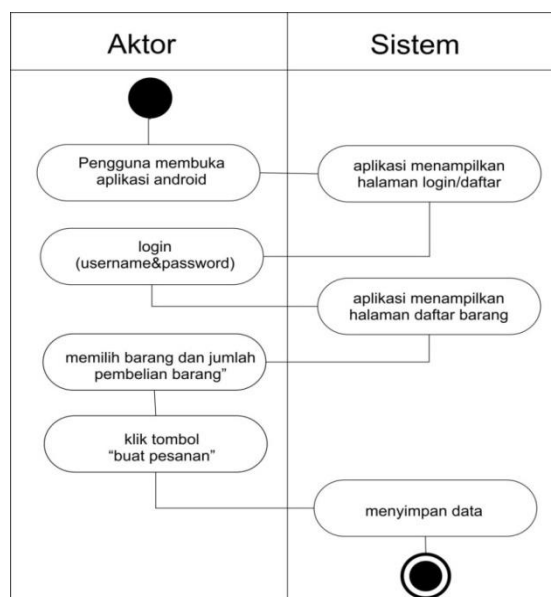 Aktor
Sistem
Pengguna membuka
aplikasi android
aplikasi menampilkan
halaman login/daftar
login
(username&password)
aplikasi menampilkan
halaman daftar barang
memilih barang dan jumlah
pembelian barang”
klik tombol
“buat pesanan”
menyimpan data